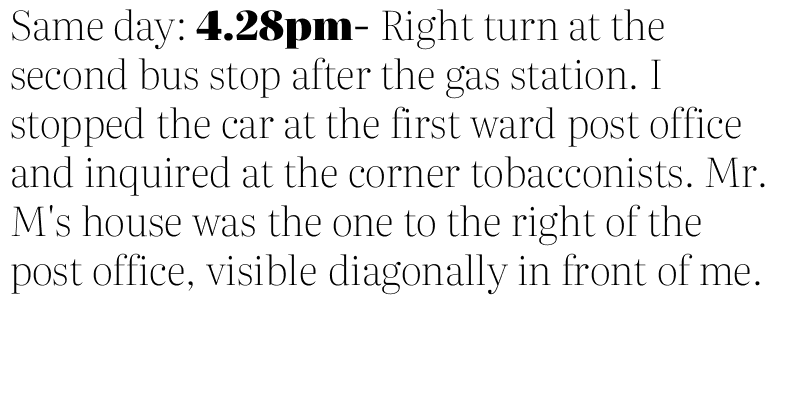 Same day: 4.28pm- Right turn at the
second bus stop after the gas station. I
stopped the car at the first ward post office
and inquired at the corner tobacconists. Mr.
M's house was the one to the right of the
post office, visible diagonally in front of me.